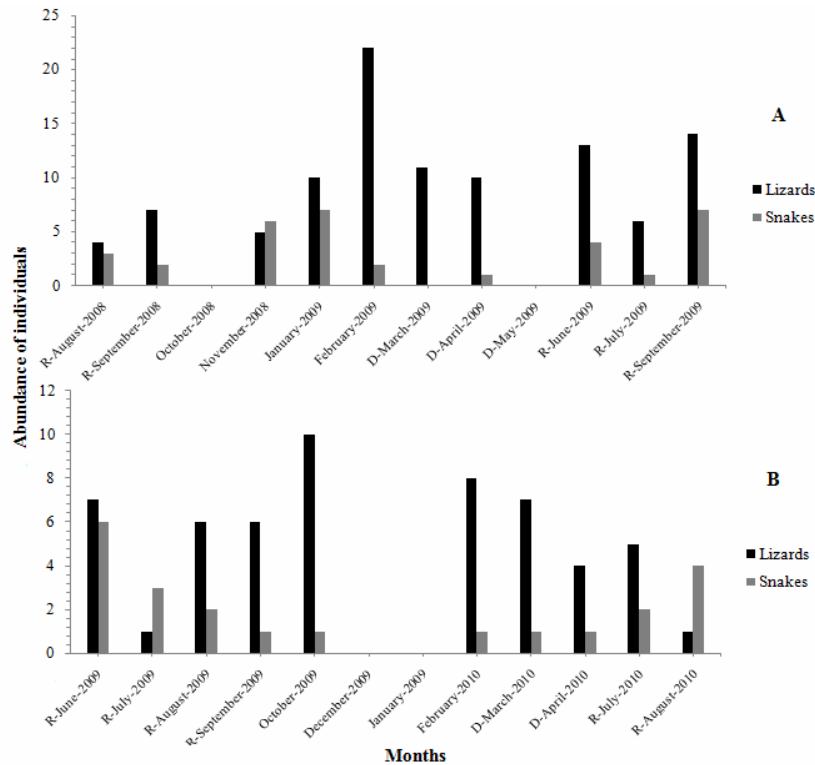 25
20
15
10
5
0
A
Lizards
Snakes
R-August-2008
R-September-2008
October-2008
November-2008
January-2009
February-2009
D-March-2009
D-April-2009
D-May-2009
R-June-2009
R-July-2009
R-September-2009
Abundance of individuals
12
10
8
6
4
2
0
B
Lizards
Snakes
R-June-2009
R-July-2009
R-August-2009
R-September-2009
October-2009
December-2009
January-2009
February-2010
D-March-2010
D-April-2010
R-July-2010
R-August-2010
Months